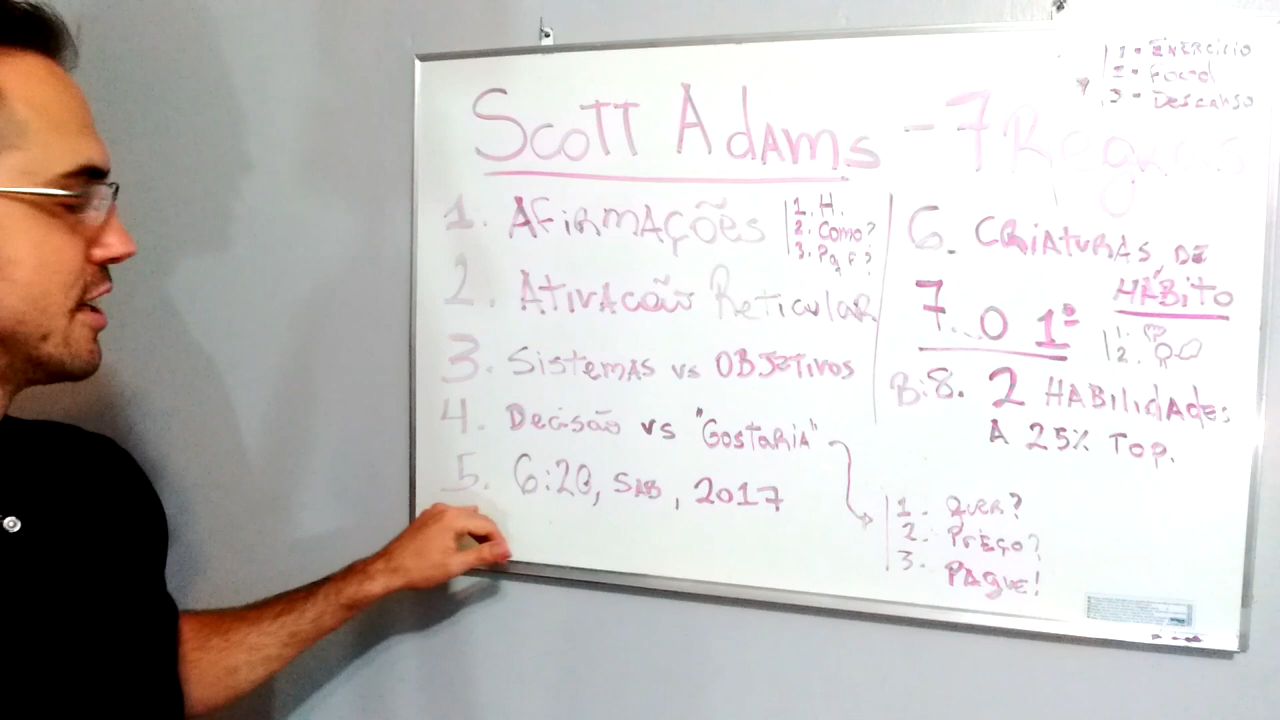 Scott Adams - 7 Regras
1. Afirmações
1. H.
2. Como?
3. Pq F?
2. Ativacão Reticular
3. Sistemas vs Objetivos
4. Decisão vs "Gostaria"
5. 6:20, SAB, 2017
1 - Exercício
2 - Food
3 - Descanso
6. Criaturas de
Hábito
7. O 1º
1.
2.
B:8. 2 Habilidades
A 25% Top.
1. Quer?
2. Preço?
3. Pague!